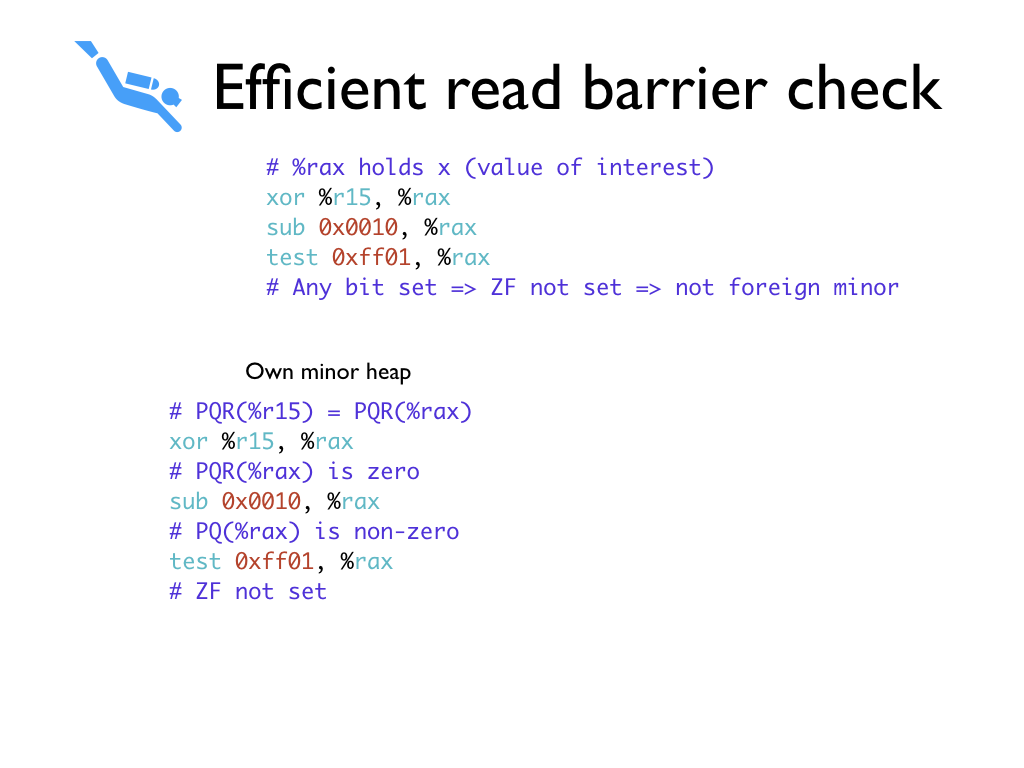 Efficient read barrier check
# %rax holds x (value of interest)
xor %r15, %rax
sub 0x0010, %rax
test 0xff01, %rax
# Any bit set => ZF not set => not foreign minor
Own minor heap
# PQR(%r15) = PQR(%rax)
xor %r15, %rax
# PQR(%rax) is zero
sub 0x0010, %rax
# PQ(%rax) is non-zero
test 0xff01, %rax
# ZF not set